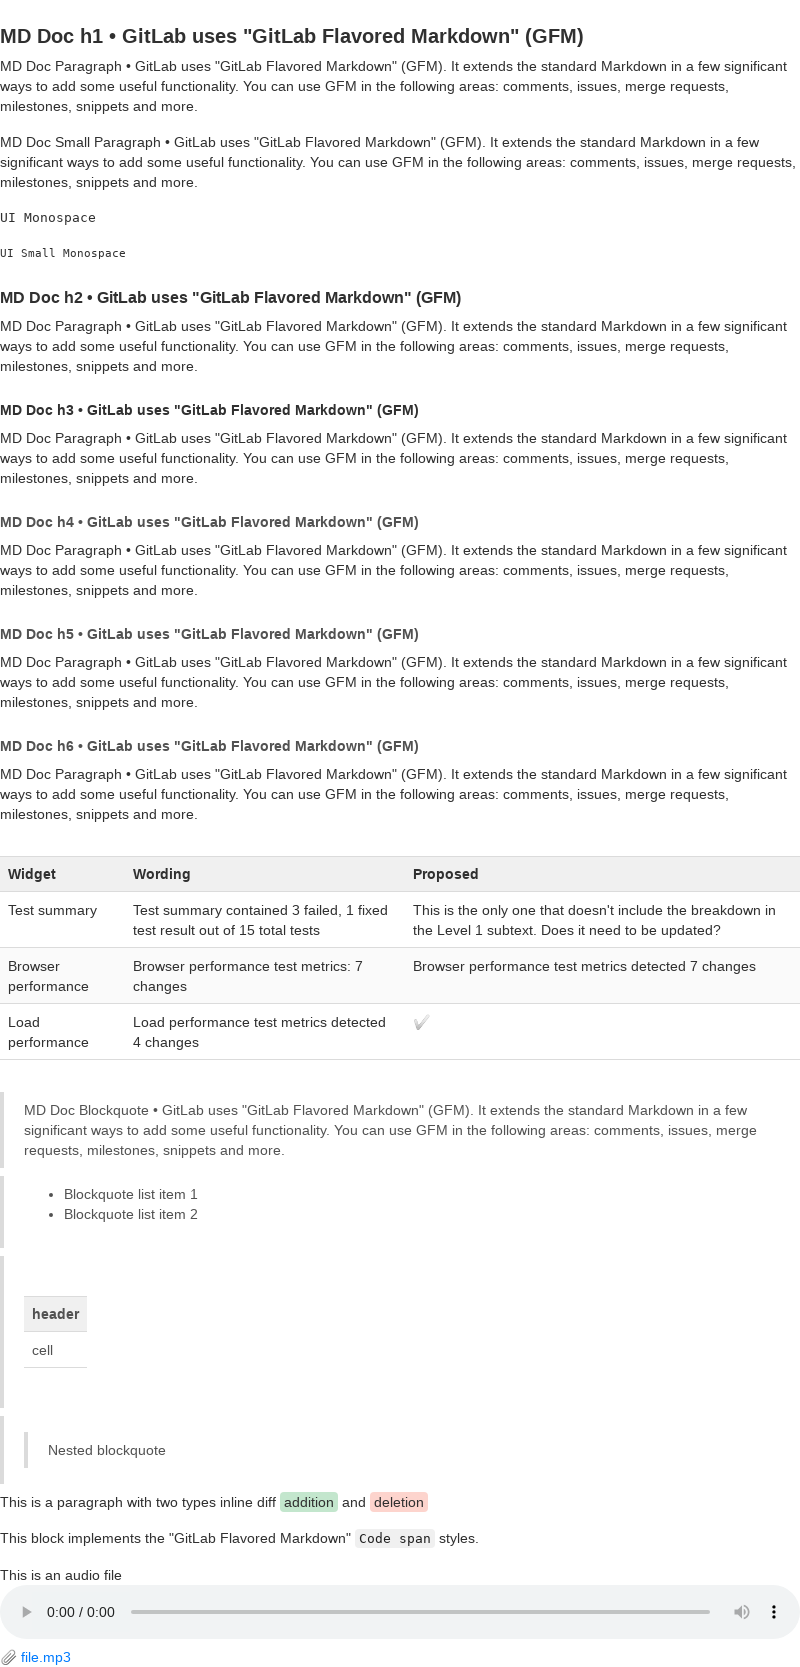 MD Doc h1 • GitLab uses "GitLab Flavored Markdown" (GFM)
MD Doc Paragraph • GitLab uses "GitLab Flavored Markdown" (GFM). It extends the standard Markdown in a few significant
ways to add some useful functionality. You can use GFM in the following areas: comments, issues, merge requests,
milestones, snippets and more.
MD Doc Small Paragraph • GitLab uses "GitLab Flavored Markdown" (GFM). It extends the standard Markdown in a few
significant ways to add some useful functionality. You can use GFM in the following areas: comments, issues, merge requests,
milestones, snippets and more.
UI Monospace
UI Small Monospace
MD Doc h2 • GitLab uses "GitLab Flavored Markdown" (GFM)
MD Doc Paragraph • GitLab uses "GitLab Flavored Markdown" (GFM). It extends the standard Markdown in a few significant
ways to add some useful functionality. You can use GFM in the following areas: comments, issues, merge requests,
milestones, snippets and more.
MD Doc h3 • GitLab uses "GitLab Flavored Markdown" (GFM)
MD Doc Paragraph • GitLab uses "GitLab Flavored Markdown" (GFM). It extends the standard Markdown in a few significant
ways to add some useful functionality. You can use GFM in the following areas: comments, issues, merge requests,
milestones, snippets and more.
MD Doc h4 • GitLab uses "GitLab Flavored Markdown" (GFM)
MD Doc Paragraph • GitLab uses "GitLab Flavored Markdown" (GFM). It extends the standard Markdown in a few significant
ways to add some useful functionality. You can use GFM in the following areas: comments, issues, merge requests,
milestones, snippets and more.
MD Doc h5 • GitLab uses "GitLab Flavored Markdown" (GFM)
MD Doc Paragraph • GitLab uses "GitLab Flavored Markdown" (GFM). It extends the standard Markdown in a few significant
ways to add some useful functionality. You can use GFM in the following areas: comments, issues, merge requests,
milestones, snippets and more.
MD Doc h6 • GitLab uses "GitLab Flavored Markdown" (GFM)
MD Doc Paragraph • GitLab uses "GitLab Flavored Markdown" (GFM). It extends the standard Markdown in a few significant
ways to add some useful functionality. You can use GFM in the following areas: comments, issues, merge requests,
milestones, snippets and more.
Widget Wording Proposed
Test summary Test summary contained 3 failed, 1 fixed This is the only one that doesn't include the breakdown in
test result out of 15 total tests the Level 1 subtext. Does it need to be updated?
Browser Browser performance test metrics: 7 Browser performance test metrics detected 7 changes
performance changes
Load Load performance test metrics detected ✔
performance 4 changes
MD Doc Blockquote • GitLab uses "GitLab Flavored Markdown" (GFM). It extends the standard Markdown in a few
significant ways to add some useful functionality. You can use GFM in the following areas: comments, issues, merge
requests, milestones, snippets and more.
• Blockquote list item 1
• Blockquote list item 2
header
cell
Nested blockquote
This is a paragraph with two types inline diff addition and deletion
This block implements the "GitLab Flavored Markdown" Code span styles.
This is an audio file
0:00 / 0:00
file.mp3